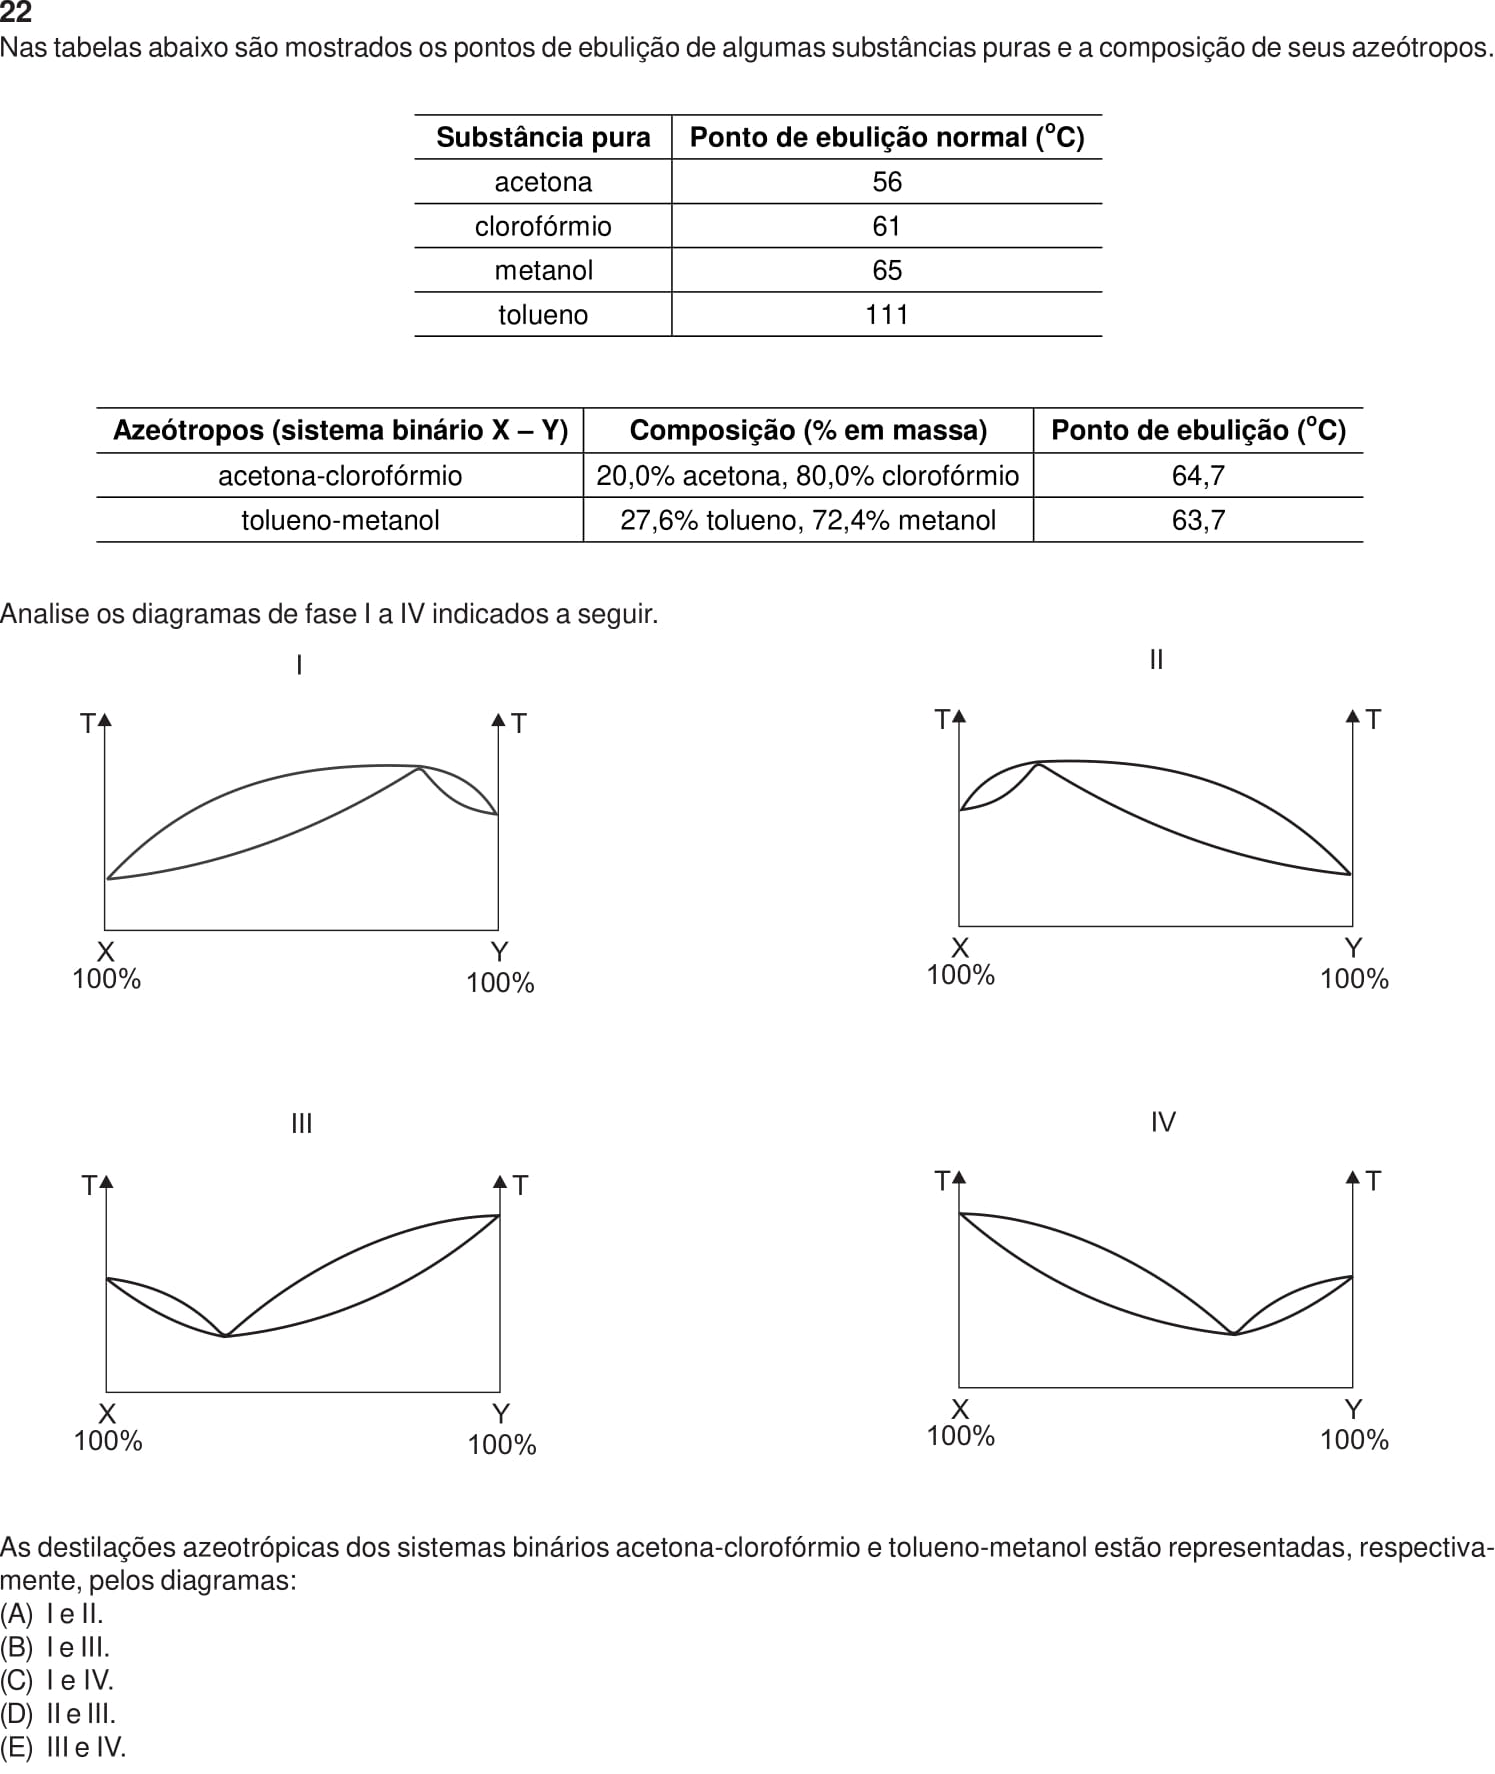 22
Nas tabelas abaixo são mostrados os pontos de ebulição de algumas substâncias puras e a composição de seus azeótropos.
Substância pura Ponto de ebulição normal (°C)
acetona 56
clorofórmio 61
metanol 65
tolueno 111
Azeótropos (sistema binário X – Y) Composição (% em massa) Ponto de ebulição (°C)
acetona-clorofórmio 20,0% acetona, 80,0% clorofórmio 64,7
tolueno-metanol 27,6% tolueno, 72,4% metanol 63,7
Analise os diagramas de fase I a IV indicados a seguir.
I
T T
X Y
100% 100%
II
T T
X Y
100% 100%
III
T T
X Y
100% 100%
IV
T T
X Y
100% 100%
As destilações azeotrópicas dos sistemas binários acetona-clorofórmio e tolueno-metanol estão representadas, respectiva-
mente, pelos diagramas:
(A) I e II.
(B) I e III.
(C) I e IV.
(D) II e III.
(E) III e IV.